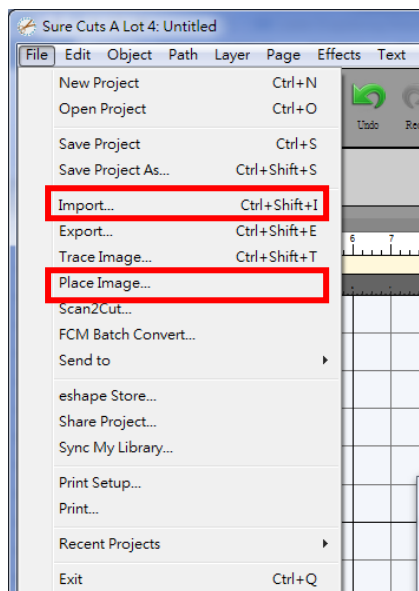 Sure Cuts A Lot 4: Untitled
File Edit Object Path Layer Page Effects Text
New Project Ctrl+N
Open Project Ctrl+O
Undo
Save Project Ctrl+S
Save Project As... Ctrl+Shift+S
Import... Ctrl+Shift+I
Export... Ctrl+Shift+E
6 7
Trace Image... Ctrl+Shift+T
Place Image...
Scan2Cut...
FCM Batch Convert...
Send to
eshape Store...
Share Project...
Sync My Library...
Print Setup...
Print...
Recent Projects
Exit Ctrl+Q